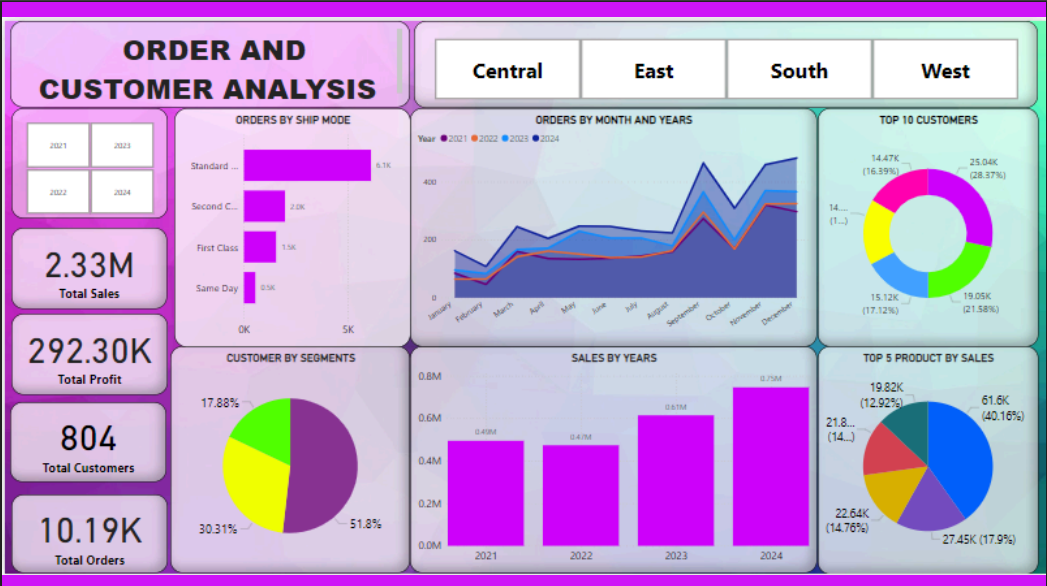 ORDER AND
CUSTOMER ANALYSIS
Central
East
South
West
2021
2023
2022
2024
2.33M
Total Sales
292.30K
Total Profit
804
Total Customers
10.19K
Total Orders
ORDERS BY SHIP MODE
Standard ...
6.1K
Second C...
2.0K
First Class
1.5K
Same Day
0.5K
0K
5K
ORDERS BY MONTH AND YEARS
Year 2021 2022 2023 2024
400
200
0
January
February
March
April
May
June
July
August
September
October
November
December
TOP 10 CUSTOMERS
14.47K
(16.39%)
25.04K
(28.37%)
14....
(1...)
15.12K
(17.12%)
19.05K
(21.58%)
CUSTOMER BY SEGMENTS
17.88%
30.31%
51.8%
SALES BY YEARS
0.8M
0.6M
0.4M
0.2M
0.0M
0.49M
0.47M
0.61M
0.75M
2021
2022
2023
2024
TOP 5 PRODUCT BY SALES
19.82K
(12.92%)
61.6K
(40.16%)
21.8...
(14...)
22.64K
(14.76%)
27.45K (17.9%)